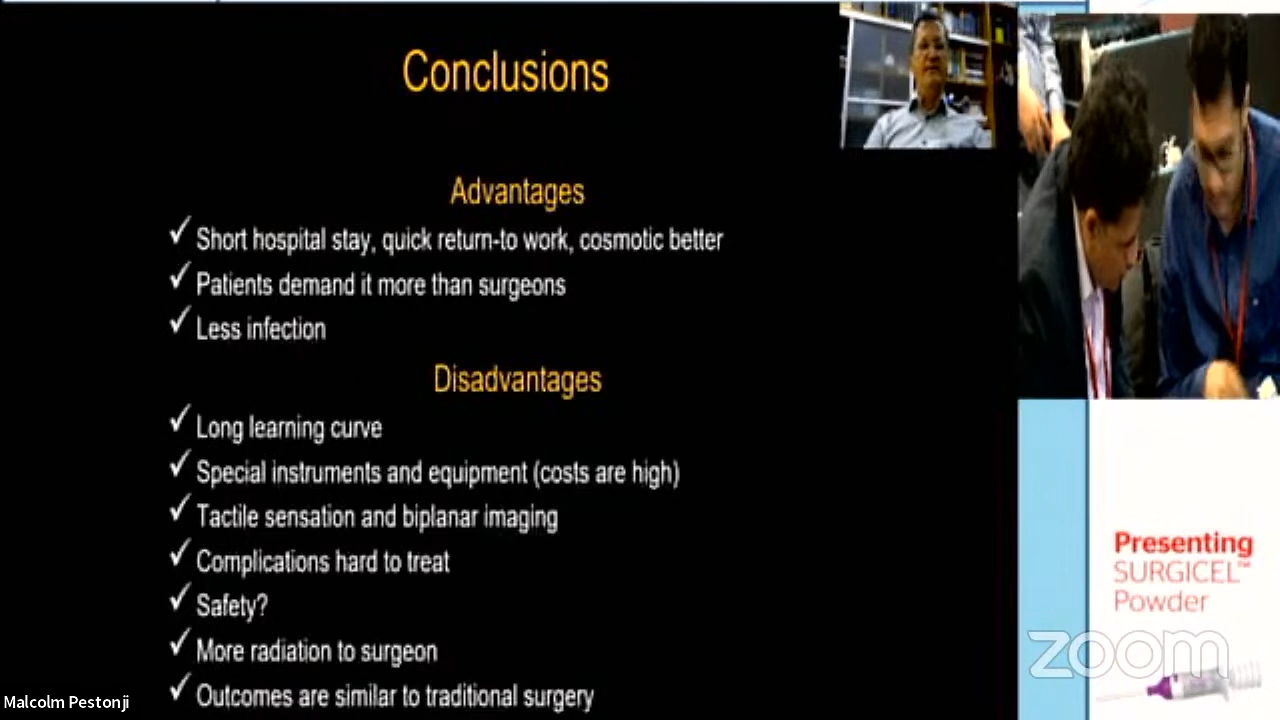 Conclusions
Advantages
Short hospital stay, quick return-to work, cosmotic better
Patients demand it more than surgeons
Less infection
Disadvantages
Long learning curve
Special instruments and equipment (costs are high)
Tactile sensation and biplanar imaging
Complications hard to treat
Safety?
More radiation to surgeon
Outcomes are similar to traditional surgery
Presenting
SURGICEL™
Powder
zoom
Malcolm Pestonji